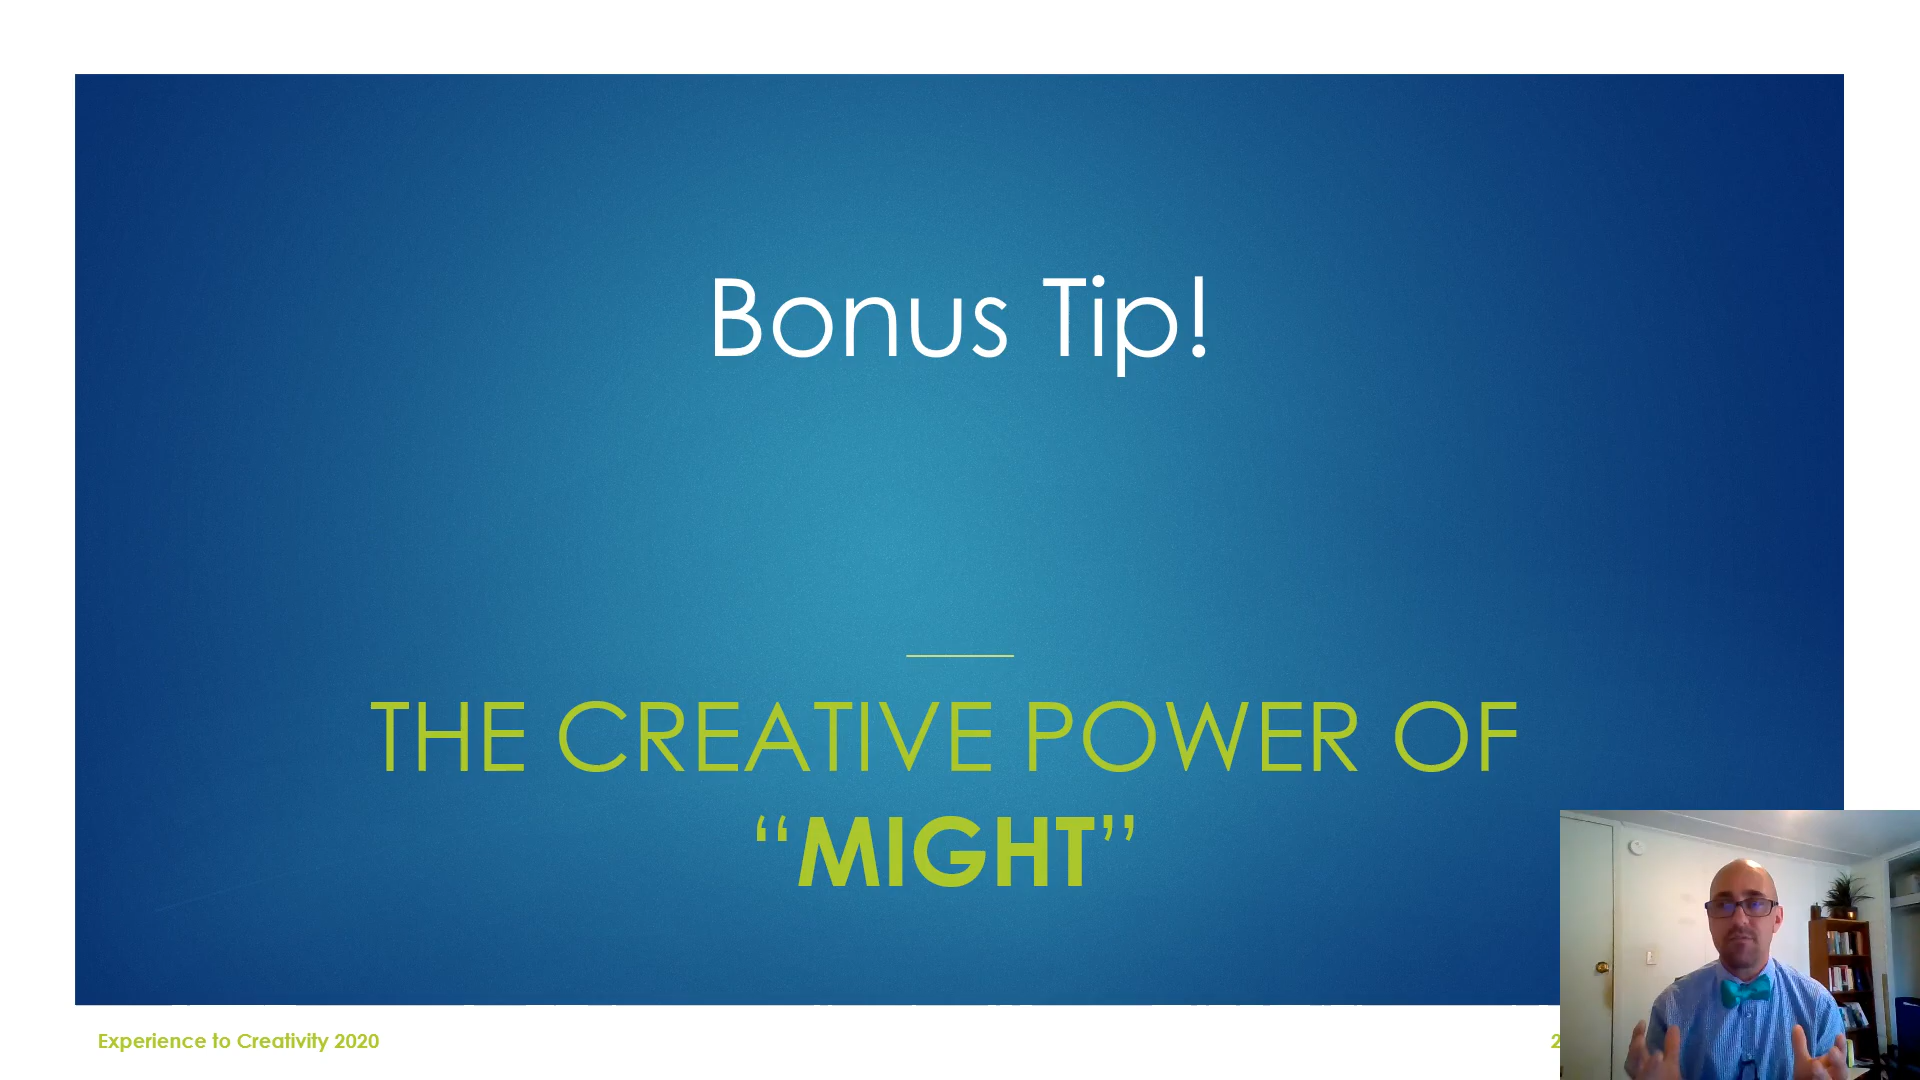 Bonus Tip!
THE CREATIVE POWER OF
“MIGHT”
Experience to Creativity 2020